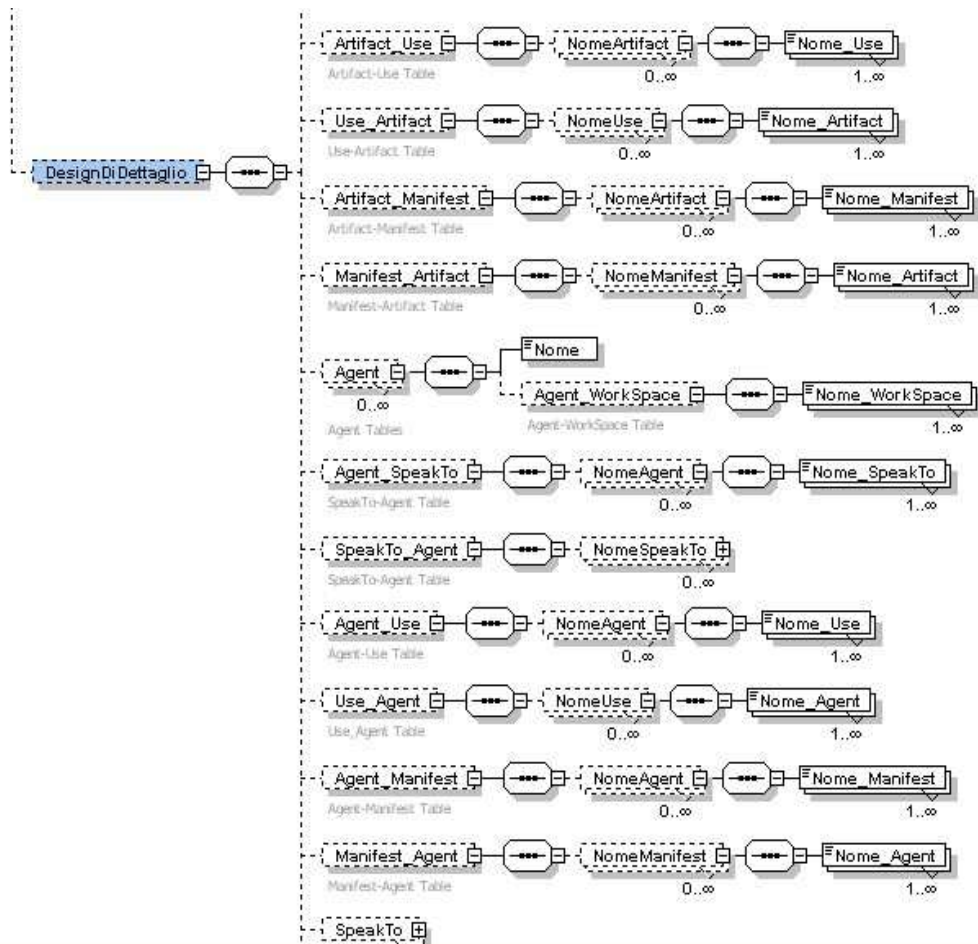 Artifact_Use NomeArtifact Nome_Use
0..∞ 1..∞
Artifact-Use Table
Use_Artifact NomeUse Nome_Artifact
0..∞ 1..∞
Use-Artifact Table
DesignDiDettaglio
Artifact_Manifest NomeArtifact Nome_Manifest
0..∞ 1..∞
Artifact-Manifest Table
Manifest_Artifact NomeManifest Nome_Artifact
0..∞ 1..∞
Manifest-Artifact Table
Nome
Agent
0..∞
Agent Tables
Agent_WorkSpace Nome_WorkSpace
1..∞
Agent-WorkSpace Table
Agent_SpeakTo NomeAgent Nome_SpeakTo
0..∞ 1..∞
SpeakTo-Agent Table
SpeakTo_Agent NomeSpeakTo
0..∞
SpeakTo-Agent Table
Agent_Use NomeAgent Nome_Use
0..∞ 1..∞
Agent-Use Table
Use_Agent NomeUse Nome_Agent
0..∞ 1..∞
Use_Agent Table
Agent_Manifest NomeAgent Nome_Manifest
0..∞ 1..∞
Agent-Manifest Table
Manifest_Agent NomeManifest Nome_Agent
0..∞ 1..∞
Manifest-Agent Table
SpeakTo